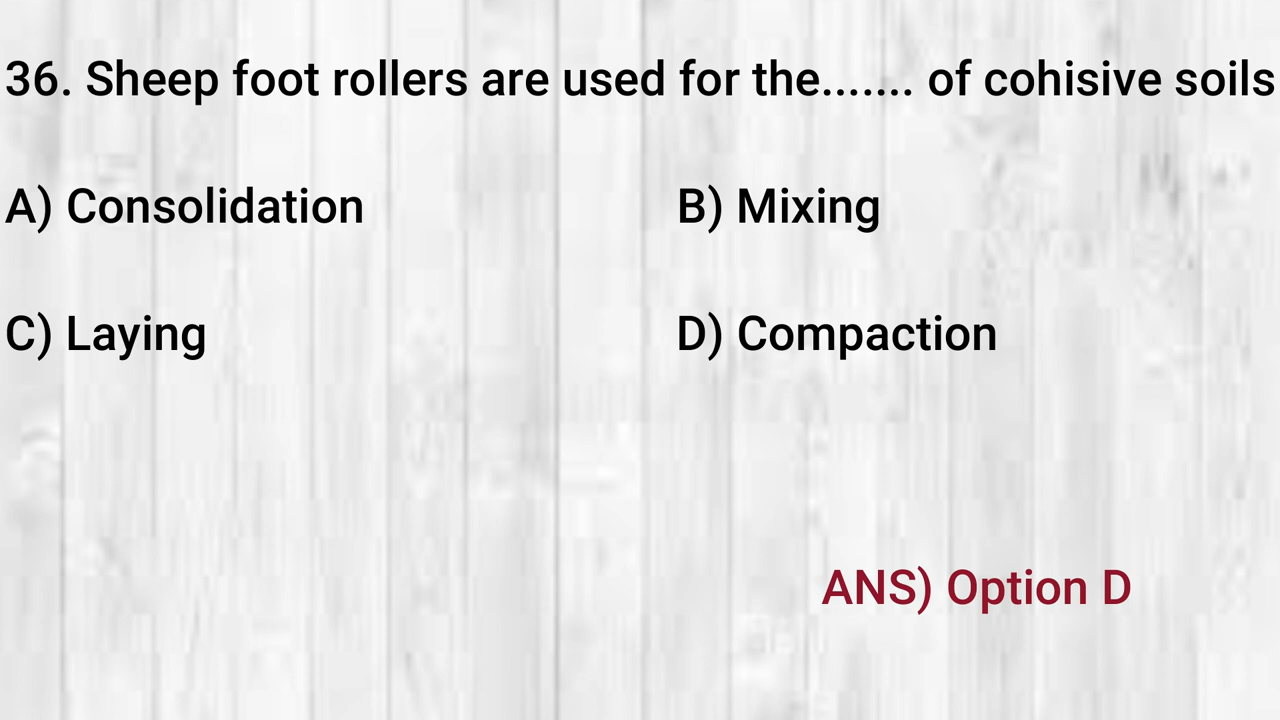 36. Sheep foot rollers are used for the....... of cohisive soils
A) Consolidation B) Mixing
C) Laying D) Compaction
ANS) Option D